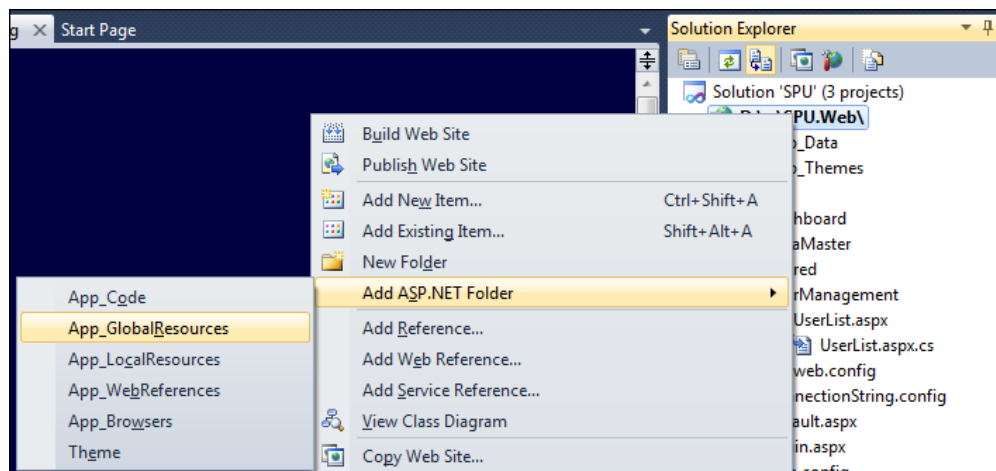 Start Page
Solution Explorer
Solution 'SPU' (3 projects)
PU.Web\
_Data
_Themes
hboard
aMaster
red
rManagement
UserList.aspx
UserList.aspx.cs
web.config
nectionString.config
ault.aspx
in.aspx
Build Web Site
Publish Web Site
Add New Item... Ctrl+Shift+A
Add Existing Item... Shift+Alt+A
New Folder
Add ASP.NET Folder
Add Reference...
Add Web Reference...
Add Service Reference...
View Class Diagram
Copy Web Site...
App_Code
App_GlobalResources
App_LocalResources
App_WebReferences
App_Browsers
Theme